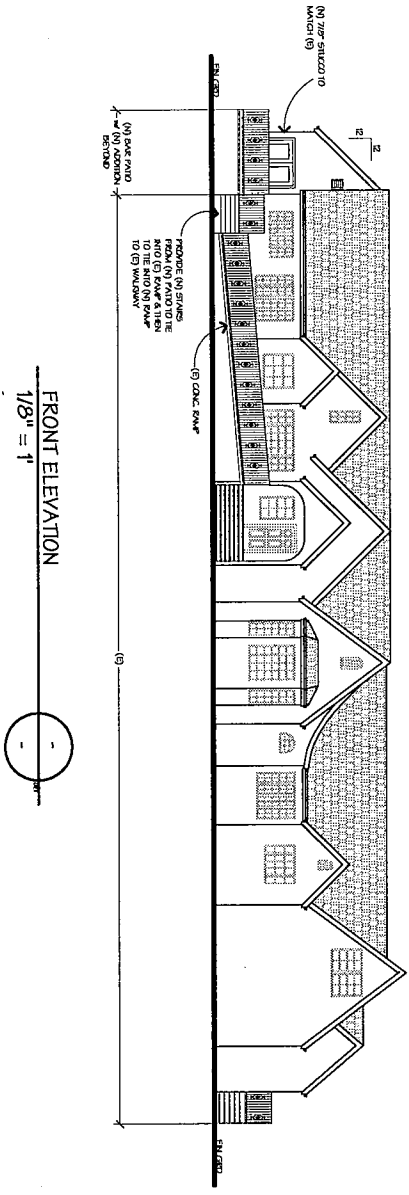 (N) 7/8" STUCCO TO
MATCH (E)
12
12
FIN. GRD
(N) BAR PATIO
w/ (N) ADDITION
BEYOND
PROVIDE (N) STAIRS
FROM (N) PATIO TO TIE
INTO (E) RAMP & THEN
TO TIE INTO (N) RAMP
TO (E) WALKWAY
(E) CONC. RAMP
(E)
FIN. GRD
FRONT ELEVATION
1/8" = 1'